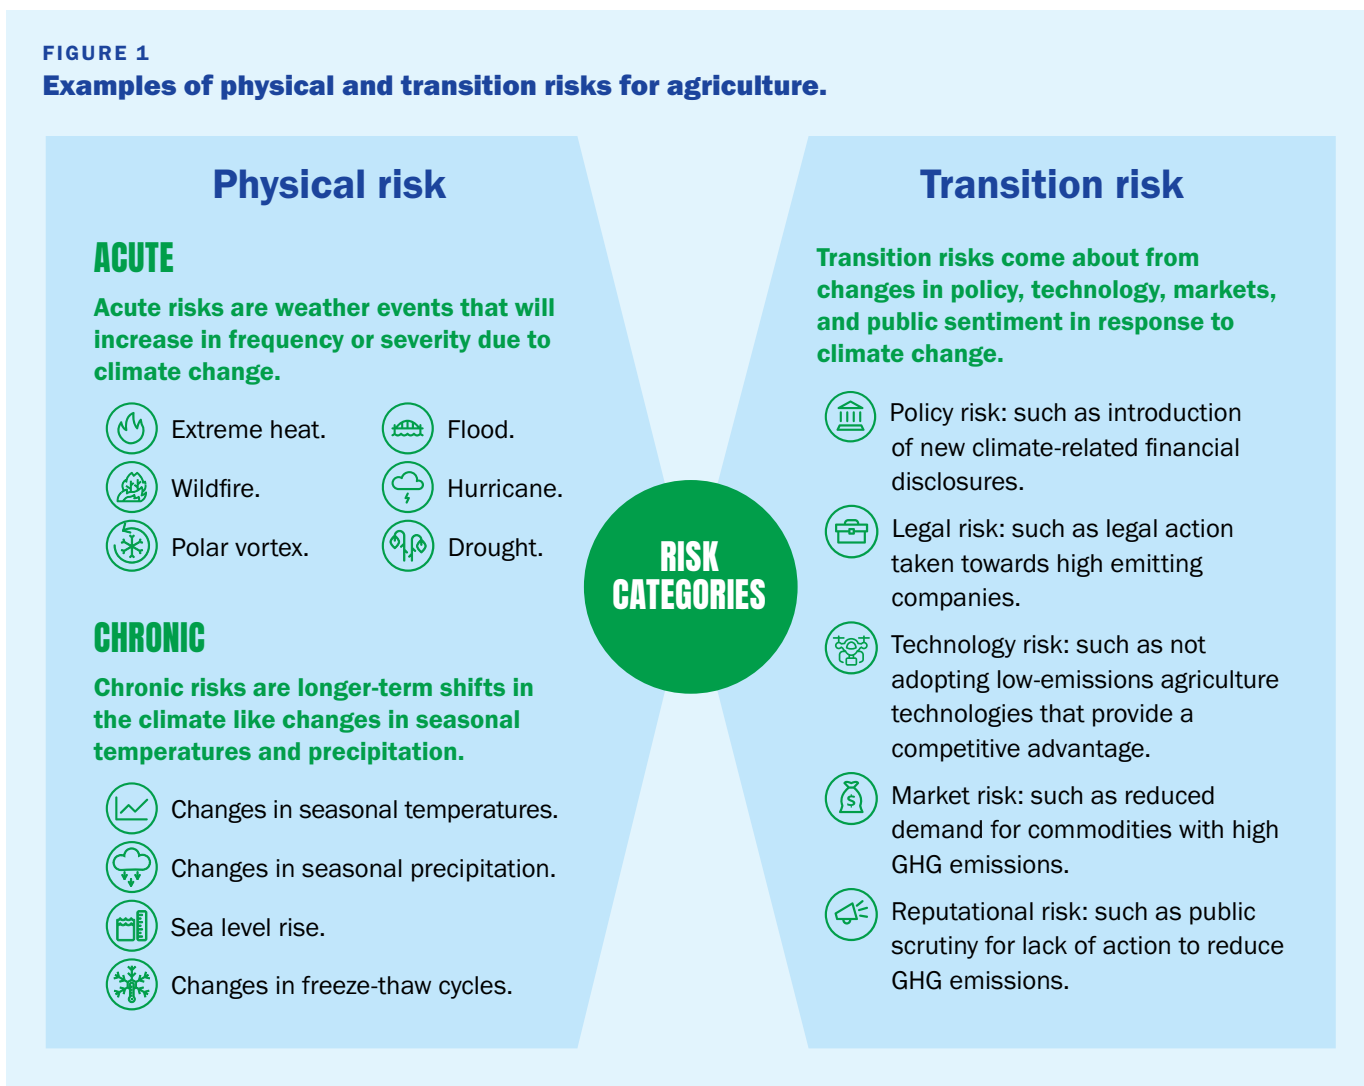 FIGURE 1
Examples of physical and transition risks for agriculture.
Physical risk
ACUTE
Acute risks are weather events that will
increase in frequency or severity due to
climate change.
Extreme heat.
Flood.
Wildfire.
Hurricane.
Polar vortex.
Drought.
CHRONIC
Chronic risks are longer-term shifts in
the climate like changes in seasonal
temperatures and precipitation.
Changes in seasonal temperatures.
Changes in seasonal precipitation.
Sea level rise.
Changes in freeze-thaw cycles.
RISK
CATEGORIES
Transition risk
Transition risks come about from
changes in policy, technology, markets,
and public sentiment in response to
climate change.
Policy risk: such as introduction
of new climate-related financial
disclosures.
Legal risk: such as legal action
taken towards high emitting
companies.
Technology risk: such as not
adopting low-emissions agriculture
technologies that provide a
competitive advantage.
$
Market risk: such as reduced
demand for commodities with high
GHG emissions.
Reputational risk: such as public
scrutiny for lack of action to reduce
GHG emissions.